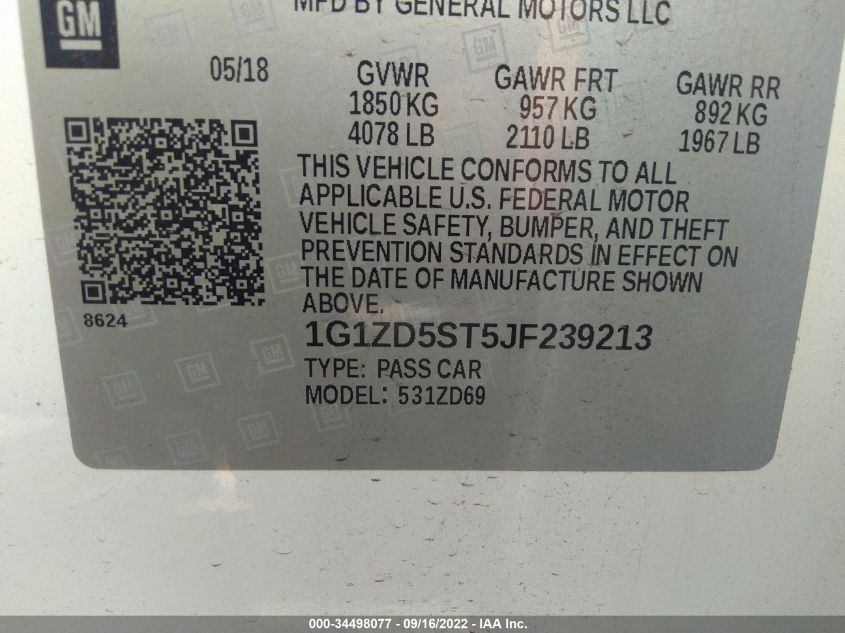 GM
MFD BY GENERAL MOTORS LLC
05/18 GVWR GAWR FRT GAWR RR
1850 KG 957 KG 892 KG
4078 LB 2110 LB 1967 LB
THIS VEHICLE CONFORMS TO ALL
APPLICABLE U.S. FEDERAL MOTOR
VEHICLE SAFETY, BUMPER, AND THEFT
PREVENTION STANDARDS IN EFFECT ON
THE DATE OF MANUFACTURE SHOWN
ABOVE.
8624
1G1ZD5ST5JF239213
TYPE: PASS CAR
MODEL: 531ZD69
000-34498077 - 09/16/2022 - IAA Inc.